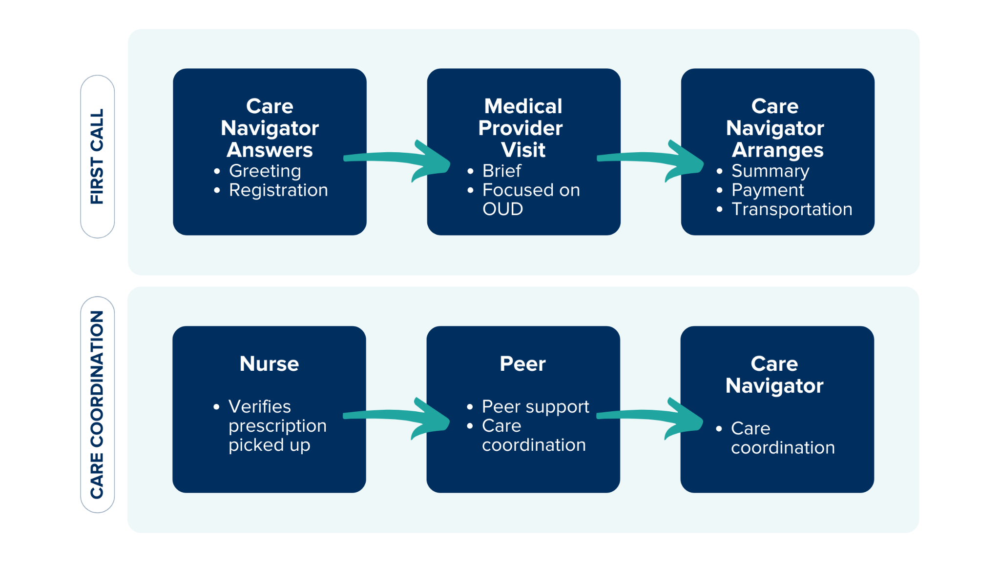 FIRST CALL
Care
Navigator
Answers
• Greeting
• Registration
Medical
Provider
Visit
• Brief
• Focused on
OUD
Care
Navigator
Arranges
• Summary
• Payment
• Transportation
CARE COORDINATION
Nurse
• Verifies
prescription
picked up
Peer
• Peer support
• Care
coordination
Care
Navigator
• Care
coordination